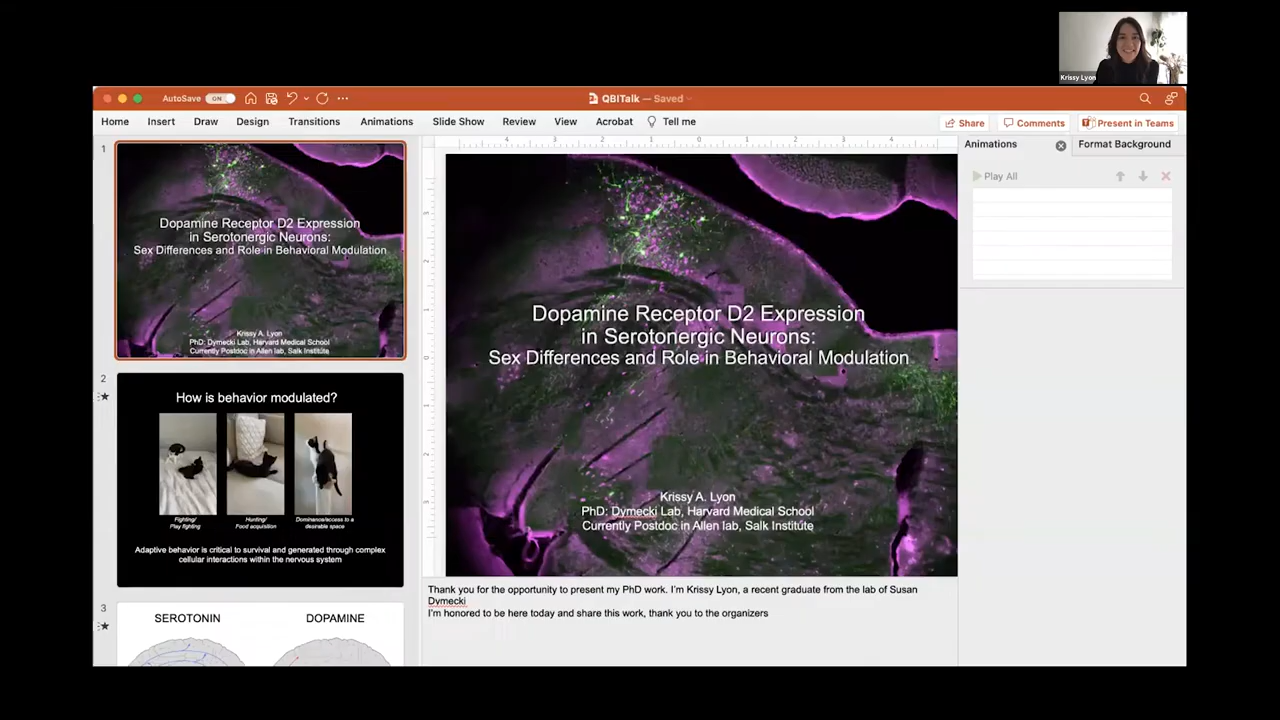 Krissy Lyon
AutoSave ON
QBITalk — Saved
Home Insert Draw Design Transitions Animations Slide Show Review View Acrobat Tell me
Share Comments Present in Teams
Animations
Format Background
Play All
1
Dopamine Receptor D2 Expression
in Serotonergic Neurons:
Sex Differences and Role in Behavioral Modulation
Krissy A. Lyon
PhD: Dymecki Lab, Harvard Medical School
Currently Postdoc in Allen lab, Salk Institute
2
How is behavior modulated?
Fighting/
Play fighting
Hunting/
Food acquisition
Dominance/access to a
desirable space
Adaptive behavior is critical to survival and generated through complex
cellular interactions within the nervous system
3
SEROTONIN DOPAMINE
Dopamine Receptor D2 Expression
in Serotonergic Neurons:
Sex Differences and Role in Behavioral Modulation
Krissy A. Lyon
PhD: Dymecki Lab, Harvard Medical School
Currently Postdoc in Allen lab, Salk Institute
Thank you for the opportunity to present my PhD work. I'm Krissy Lyon, a recent graduate from the lab of Susan
Dymecki
I'm honored to be here today and share this work, thank you to the organizers